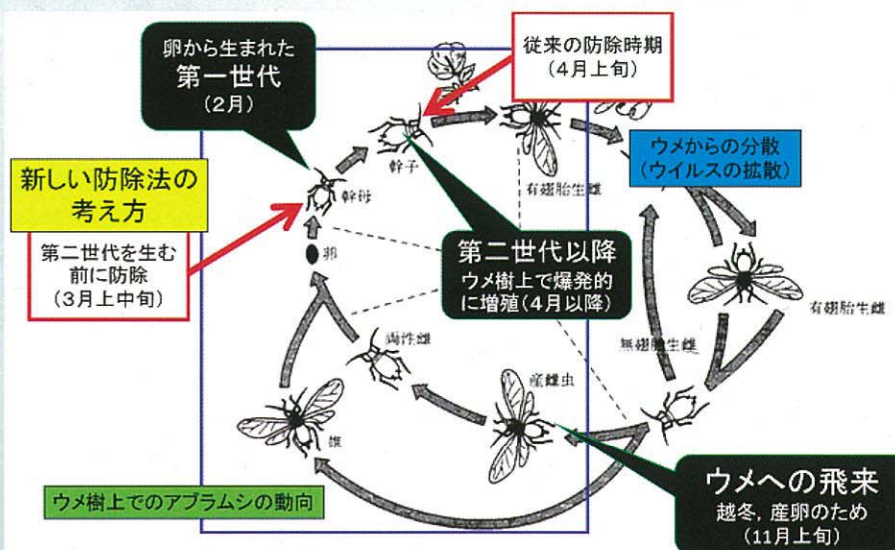 卵から生まれた
第一世代
（2月）
従来の防除時期
（4月上旬）
新しい防除法の
考え方
第二世代を生む
前に防除
（3月上中旬）
幹母
幹子
卵
有翅胎生雌
ウメからの分散
（ウイルスの拡散）
第二世代以降
ウメ樹上で爆発的
に増殖（4月以降）
有翅胎生雌
無翅胎生雌
両性雌
産雌虫
雄
ウメ樹上でのアブラムシの動向
ウメへの飛来
越冬，産卵のため
（11月上旬）